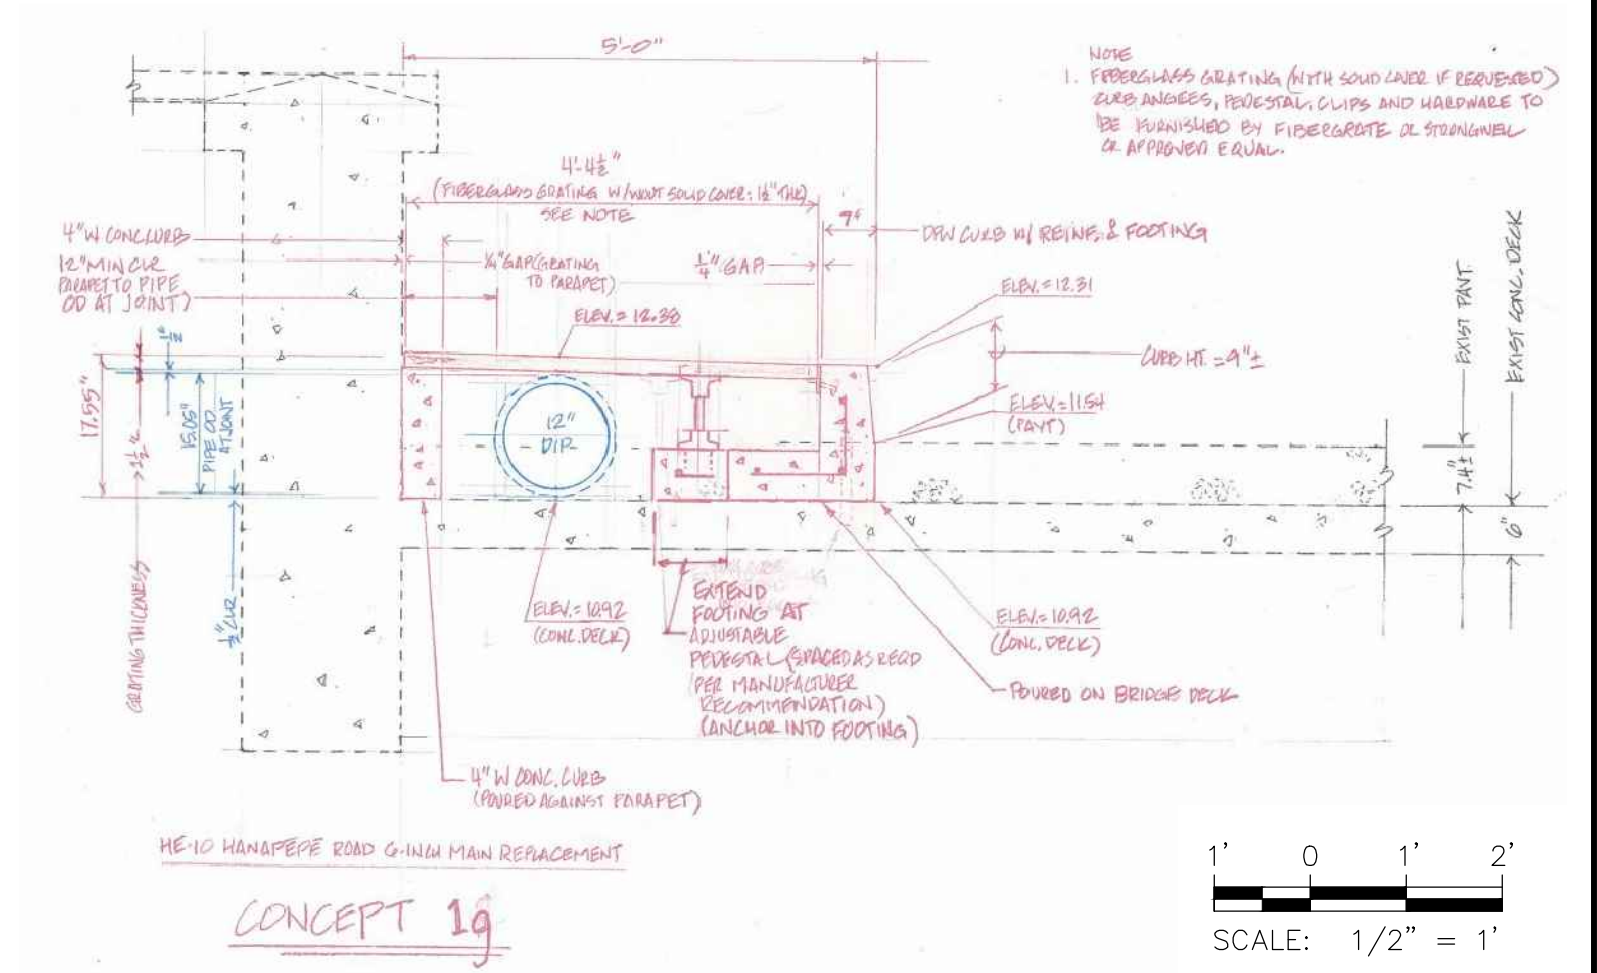 5'-0"
NOTE
1. FIBERGLASS GRATING (WITH SOLID COVER IF REQUESTED)
CURB ANGLES, PEDESTAL, CLIPS AND HARDWARE TO
BE FURNISHED BY FIBERGRATE OR STRONGWELL
OR APPROVED EQUAL.
4'-4½"
(FIBERGLASS GRATING W/WOUT SOLID COVER: 1½" THK)
SEE NOTE
DPW CURB W/ REINF. & FOOTING
4" W CONC CURB
12" MIN CLR
PARAPET TO PIPE
OD AT JOINT)
¼" GAP (GRATING
TO PARAPET)
¼" GAP
ELEV. = 12.31
ELEV. = 12.38
CURB HT. = 9" ±
EXIST PAVT.
EXIST CONC. DECK
17.55"
1½"
15.05"
PIPE OD
AT JOINT
12"
DIP
ELEV. = 11.54
(PAVT)
7.4" ±
6"
GRATING THICKNESS
½" CLR
ELEV. = 10.92
(CONC. DECK)
EXTEND
FOOTING AT
ADJUSTABLE
PEDESTAL (SPACED AS REQD
PER MANUFACTURER
RECOMMENDATION)
(ANCHOR INTO FOOTING)
ELEV. = 10.92
(CONC. DECK)
POURED ON BRIDGE DECK
4" W CONC. CURB
(POURED AGAINST PARAPET)
HE-10 HANAPEPE ROAD 6-INCH MAIN REPLACEMENT
CONCEPT 1g
1' 0 1' 2'
SCALE: 1/2" = 1'